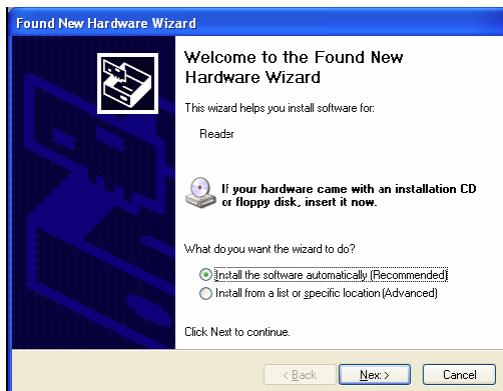 Found New Hardware Wizard
Welcome to the Found New
Hardware Wizard
This wizard helps you install software for:
Reader
If your hardware came with an installation CD
or floppy disk, insert it now.
What do you want the wizard to do?
Install the software automatically (Recommended)
Install from a list or specific location (Advanced)
Click Next to continue.
< Back Next > Cancel